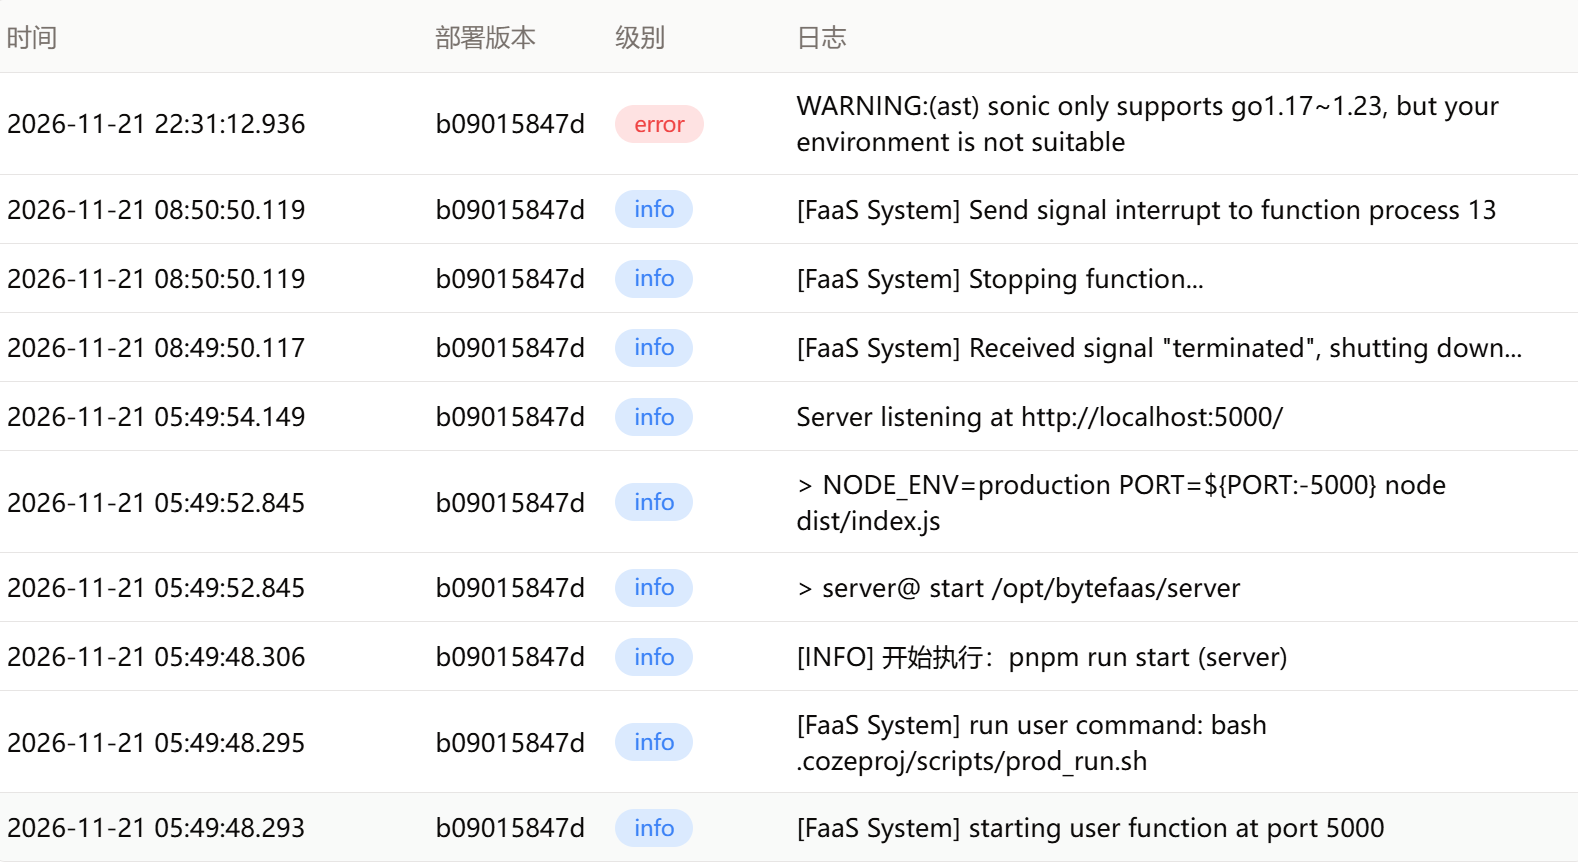 时间 部署版本 级别 日志
2026-11-21 22:31:12.936 b09015847d error WARNING:(ast) sonic only supports go1.17~1.23, but your
environment is not suitable
2026-11-21 08:50:50.119 b09015847d info [FaaS System] Send signal interrupt to function process 13
2026-11-21 08:50:50.119 b09015847d info [FaaS System] Stopping function...
2026-11-21 08:49:50.117 b09015847d info [FaaS System] Received signal "terminated", shutting down...
2026-11-21 05:49:54.149 b09015847d info Server listening at http://localhost:5000/
2026-11-21 05:49:52.845 b09015847d info > NODE_ENV=production PORT=${PORT:-5000} node
dist/index.js
2026-11-21 05:49:52.845 b09015847d info > server@ start /opt/bytefaas/server
2026-11-21 05:49:48.306 b09015847d info [INFO] 开始执行：pnpm run start (server)
2026-11-21 05:49:48.295 b09015847d info [FaaS System] run user command: bash
.cozeproj/scripts/prod_run.sh
2026-11-21 05:49:48.293 b09015847d info [FaaS System] starting user function at port 5000